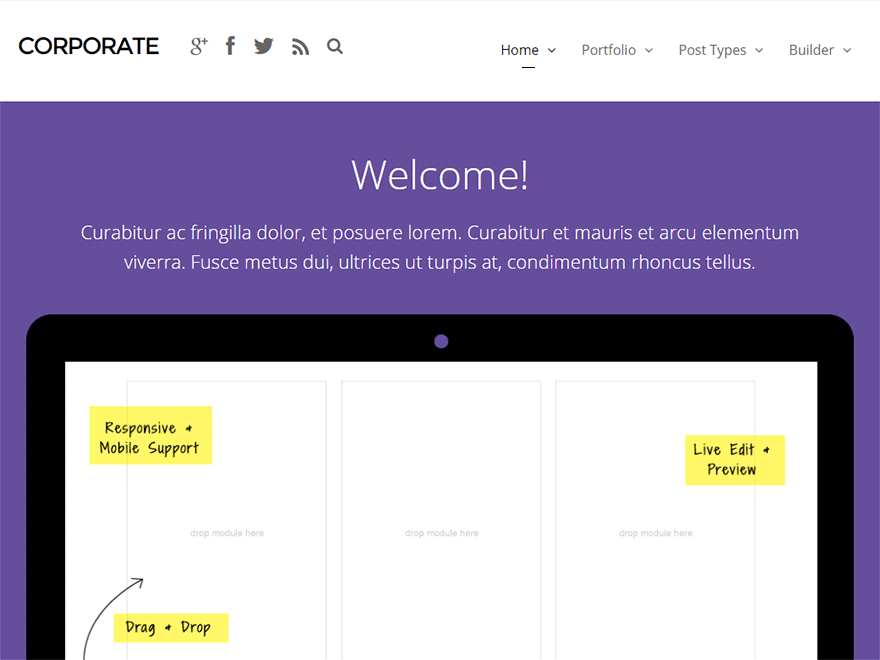 CORPORATE
Home
Portfolio
Post Types
Builder
Welcome!
Curabitur ac fringilla dolor, et posuere lorem. Curabitur et mauris et arcu elementum
viverra. Fusce metus dui, ultrices ut turpis at, condimentum rhoncus tellus.
Responsive &
Mobile Support
Live Edit &
Preview
drop module here
drop module here
drop module here
Drag & Drop